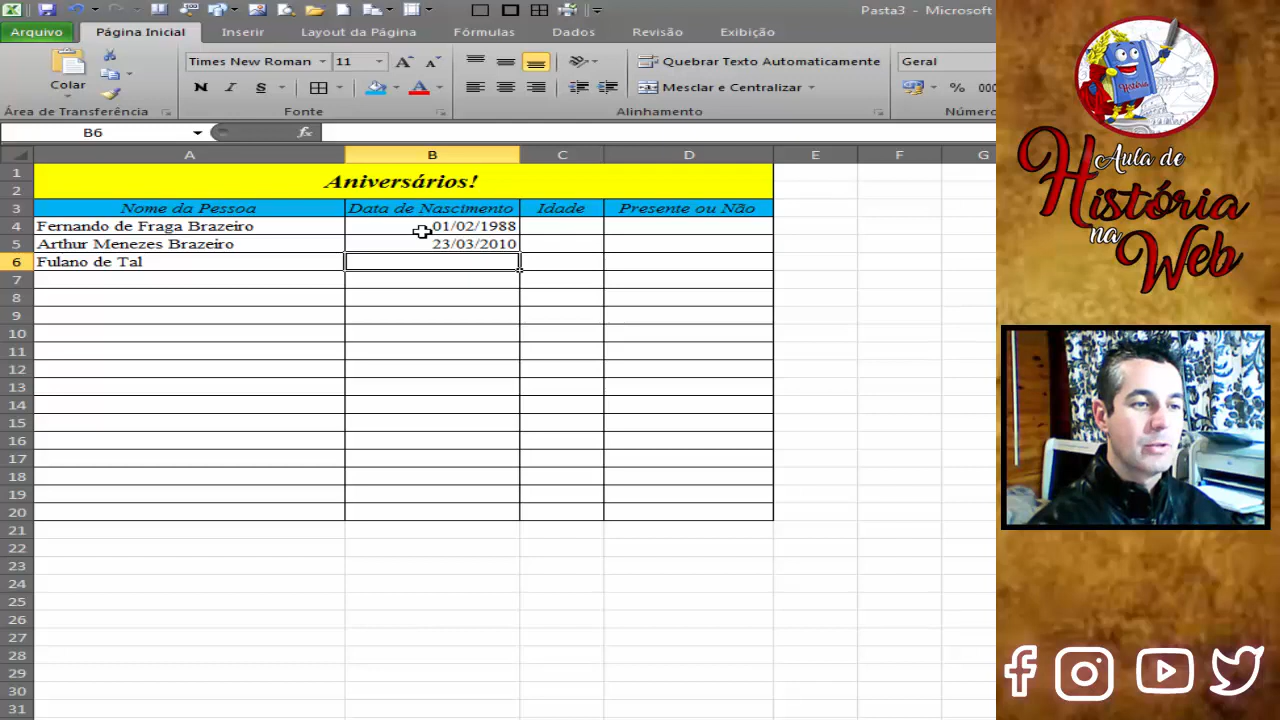 Pasta3 - Microsoft
Arquivo Página Inicial Inserir Layout da Página Fórmulas Dados Revisão Exibição
Colar
Times New Roman 11
N I S
Quebrar Texto Automaticamente
Mesclar e Centralizar
Geral
% 000
Área de Transferência Fonte Alinhamento Númer
B6 fx
A B C D E F G
1 Aniversários!
2
3 Nome da Pessoa Data de Nascimento Idade Presente ou Não
4 Fernando de Fraga Brazeiro 01/02/1988
5 Arthur Menezes Brazeiro 23/03/2010
6 Fulano de Tal
7
8
9
10
11
12
13
14
15
16
17
18
19
20
21
22
23
24
25
26
27
28
29
30
31
História
Aula de
História
na
Web